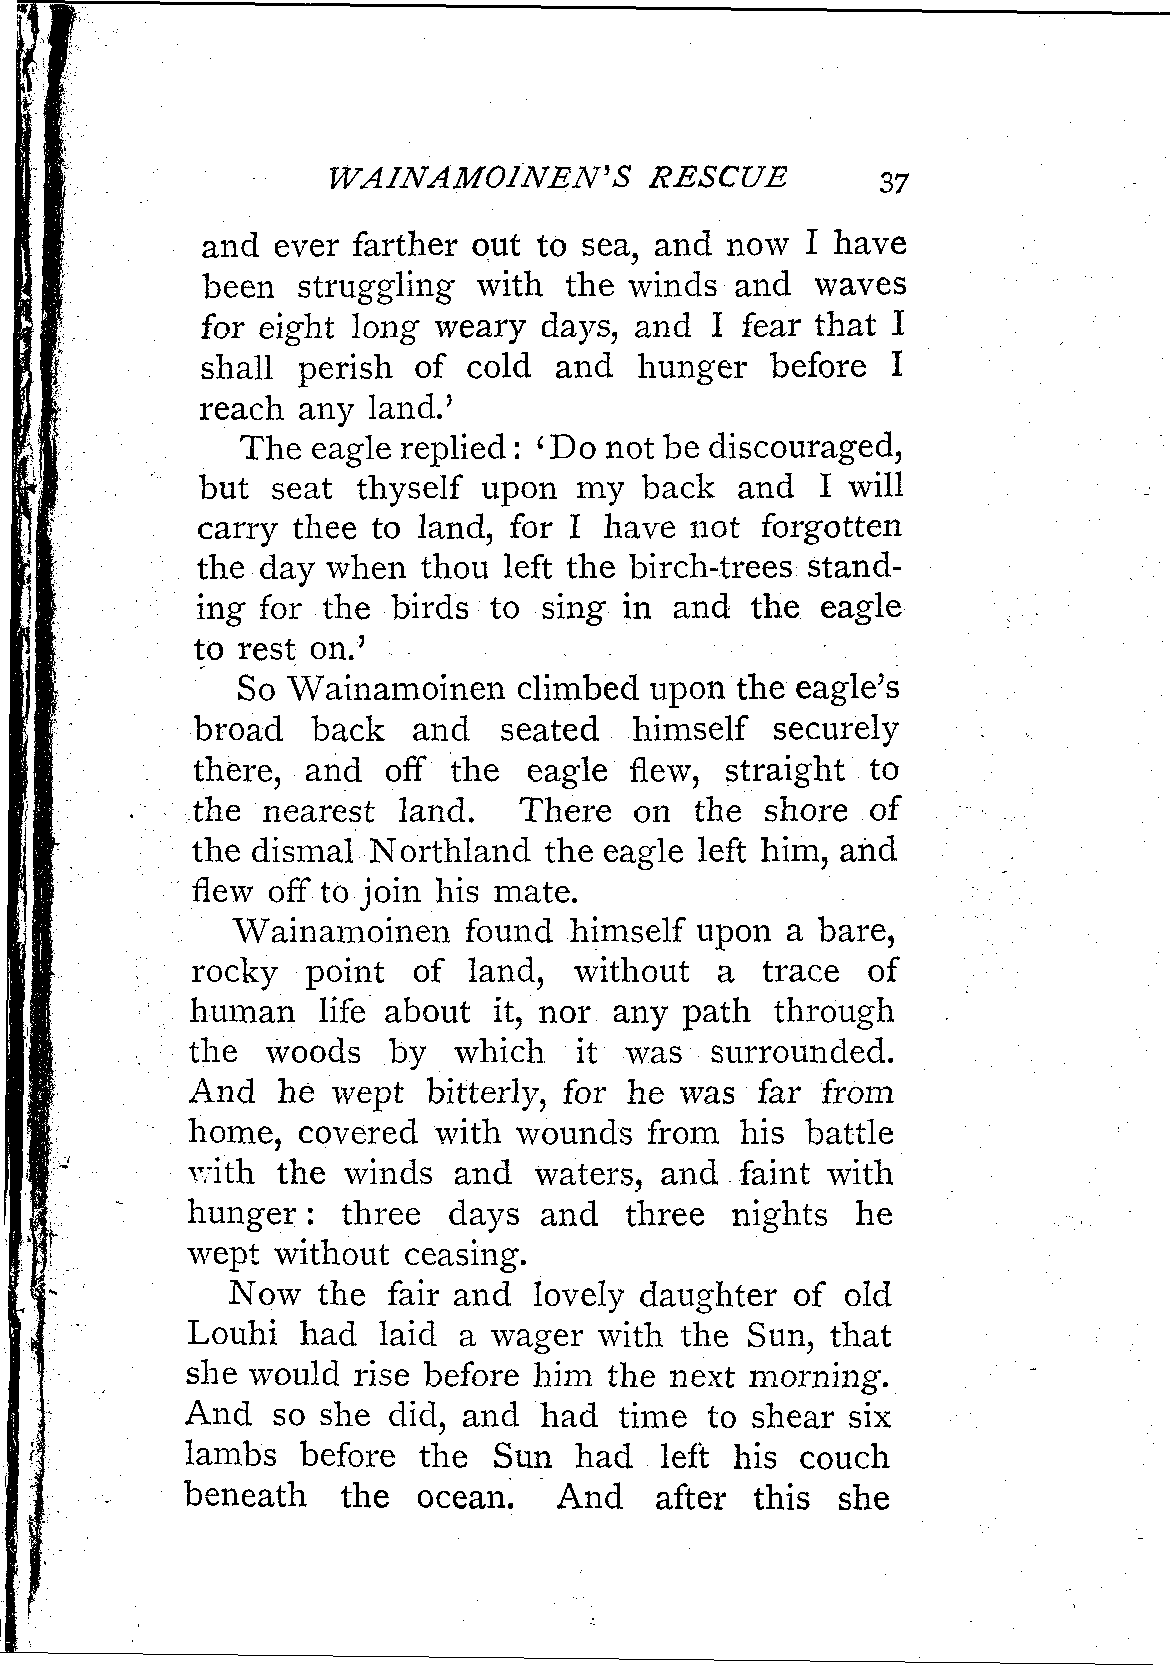 WAINAMOINEN'S RESCUE 37
and ever farther out to sea, and now I have
been struggling with the winds and waves
for eight long weary days, and I fear that I
shall perish of cold and hunger before I
reach any land.'
The eagle replied: 'Do not be discouraged,
but seat thyself upon my back and I will
carry thee to land, for I have not forgotten
the day when thou left the birch-trees stand-
ing for the birds to sing in and the eagle
to rest on.'
So Wainamoinen climbed upon the eagle's
broad back and seated himself securely
there, and off the eagle flew, straight to
the nearest land. There on the shore of
the dismal Northland the eagle left him, and
flew off to join his mate.
Wainamoinen found himself upon a bare,
rocky point of land, without a trace of
human life about it, nor any path through
the woods by which it was surrounded.
And he wept bitterly, for he was far from
home, covered with wounds from his battle
with the winds and waters, and faint with
hunger: three days and three nights he
wept without ceasing.
Now the fair and lovely daughter of old
Louhi had laid a wager with the Sun, that
she would rise before him the next morning.
And so she did, and had time to shear six
lambs before the Sun had left his couch
beneath the ocean. And after this she